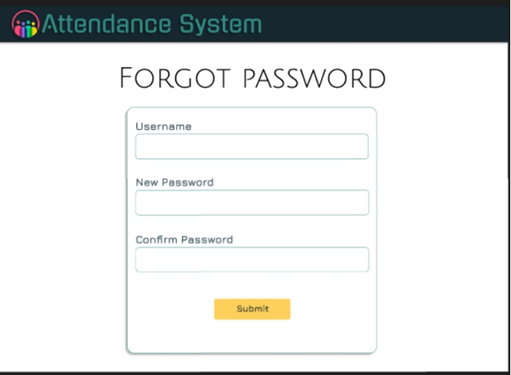 Attendance System
Forgot password
Username
New Password
Confirm Password
Submit